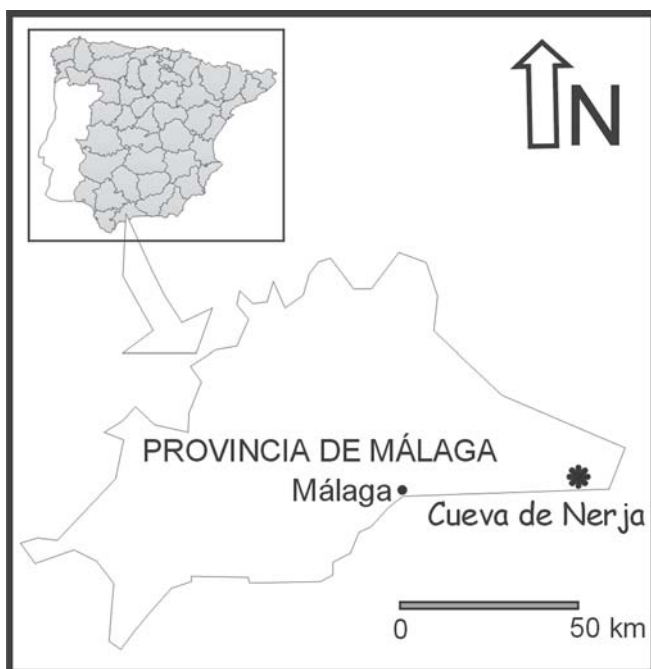 N
PROVINCIA DE MÁLAGA
Málaga
Cueva de Nerja
0 50 km